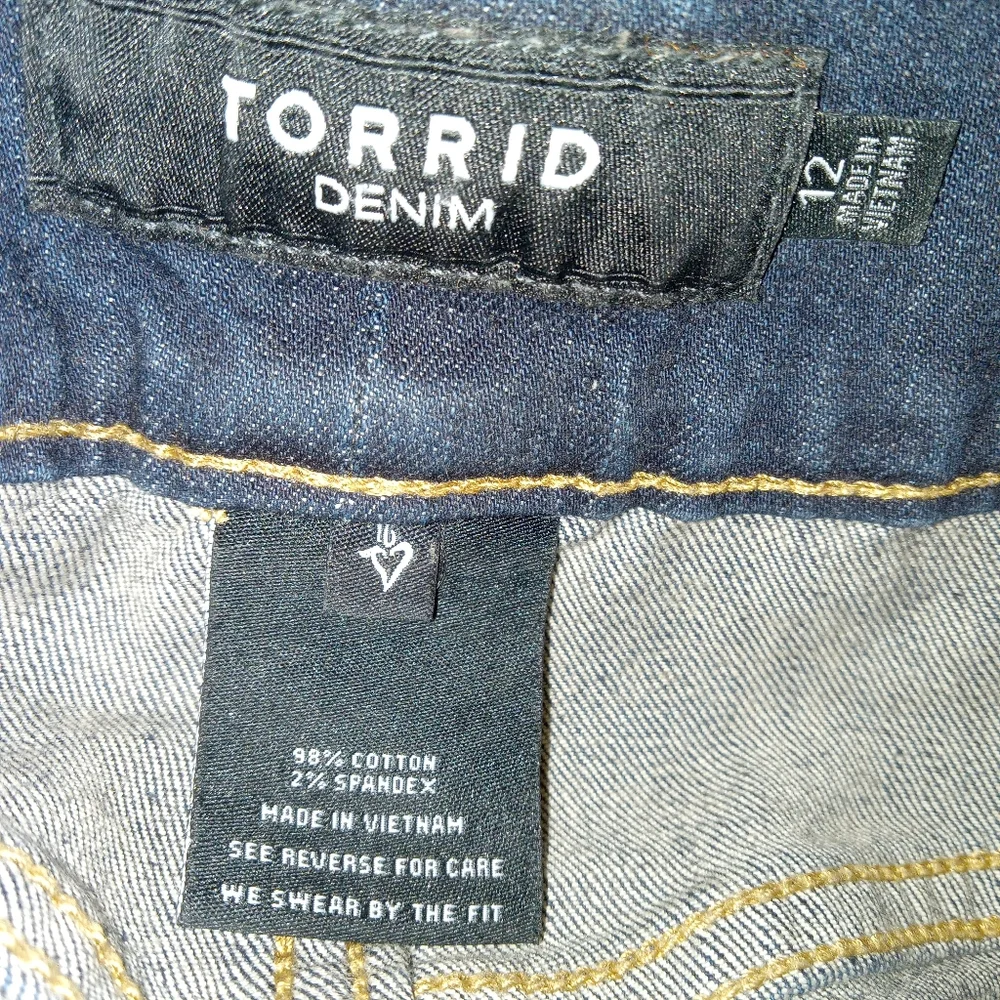 TORRID
DENIM
12
MADE IN
VIETNAM
98% COTTON
2% SPANDEX
MADE IN VIETNAM
SEE REVERSE FOR CARE
WE SWEAR BY THE FIT